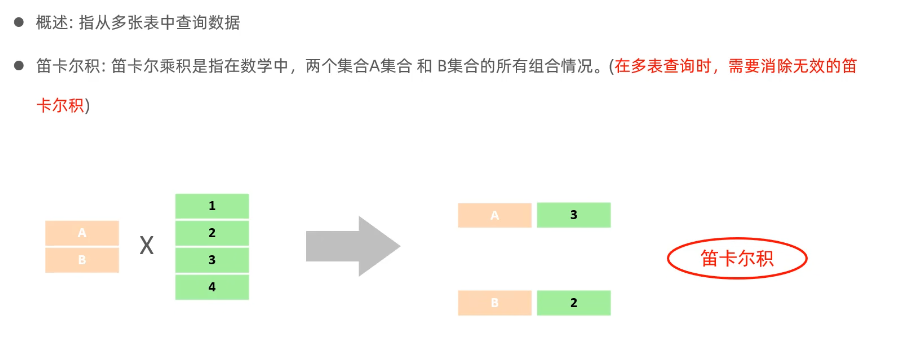 概述: 指从多张表中查询数据
笛卡尔积: 笛卡尔乘积是指在数学中，两个集合A集合 和 B集合的所有组合情况。(在多表查询时，需要消除无效的笛
卡尔积)
1
A
2
X
B
3
4
A 3
笛卡尔积
B 2